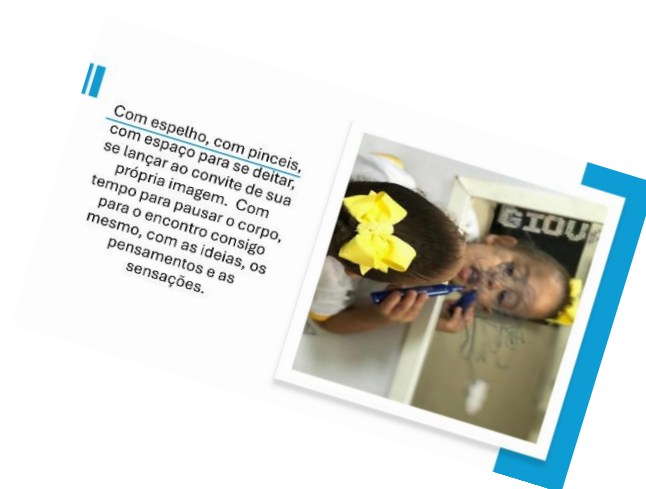 Com espelho, com pinceis,
com espaço para se deitar,
se lançar ao convite de sua
própria imagem. Com
tempo para pausar o corpo,
para o encontro consigo
mesmo, com as ideias, os
pensamentos e as
sensações.
GIOV